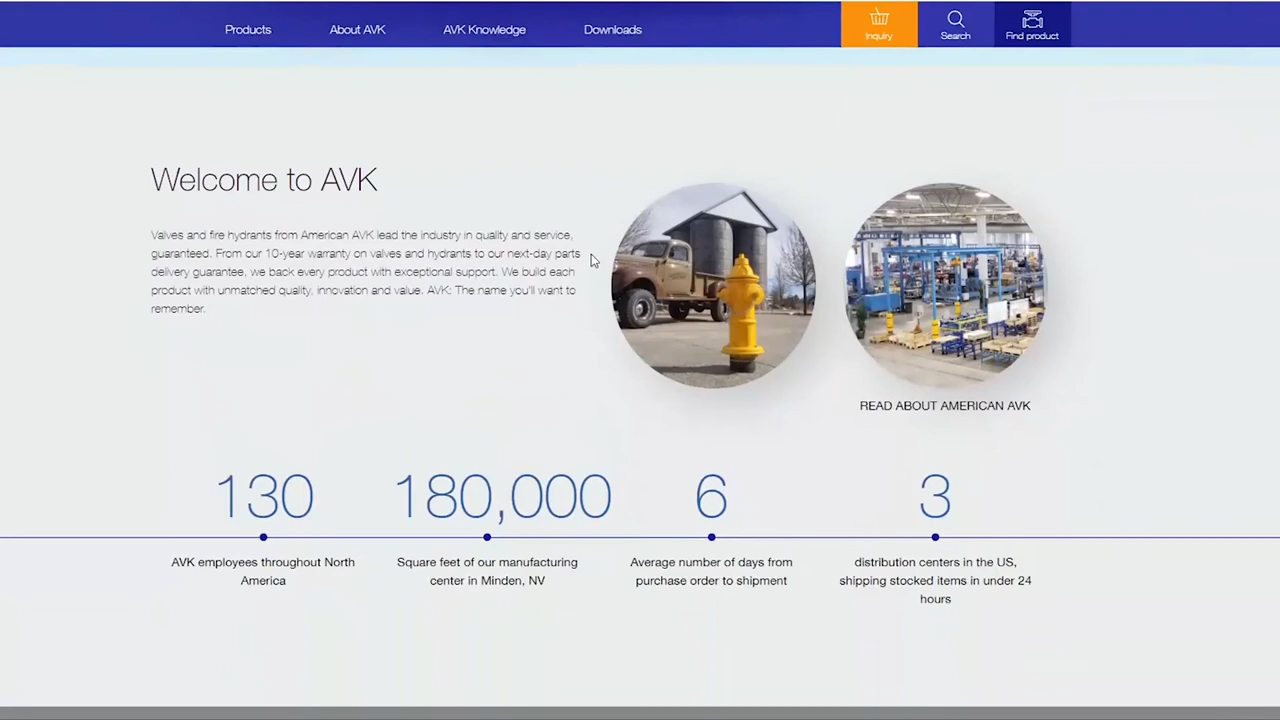 Products
About AVK
AVK Knowledge
Downloads
Inquiry
Search
Find product
Welcome to AVK
Valves and fire hydrants from American AVK lead the industry in quality and service,
guaranteed. From our 10-year warranty on valves and hydrants to our next-day parts
delivery guarantee, we back every product with exceptional support. We build each
product with unmatched quality, innovation and value. AVK: The name you'll want to
remember.
READ ABOUT AMERICAN AVK
130
180,000
6
3
AVK employees throughout North
America
Square feet of our manufacturing
center in Minden, NV
Average number of days from
purchase order to shipment
distribution centers in the US,
shipping stocked items in under 24
hours